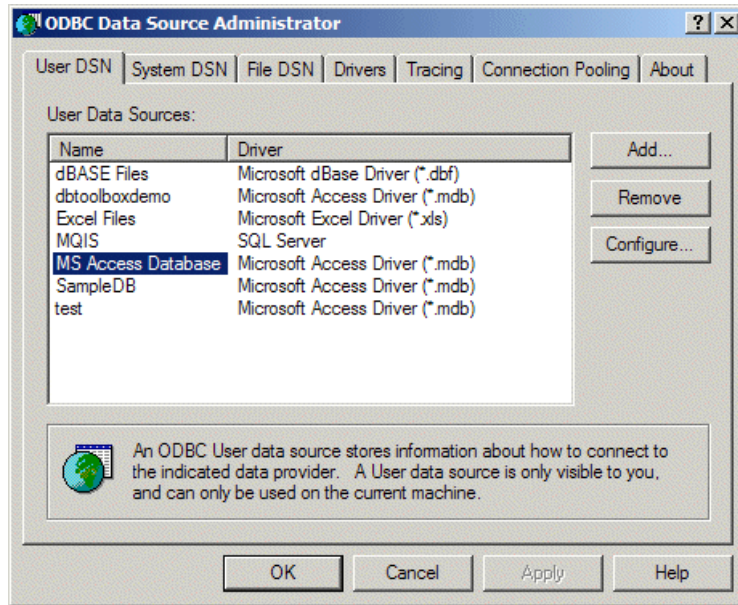 ODBC Data Source Administrator
User DSN System DSN File DSN Drivers Tracing Connection Pooling About
User Data Sources:
Name Driver
dBASE Files Microsoft dBase Driver (*.dbf)
dbtoolboxdemo Microsoft Access Driver (*.mdb)
Excel Files Microsoft Excel Driver (*.xls)
MQIS SQL Server
MS Access Database Microsoft Access Driver (*.mdb)
SampleDB Microsoft Access Driver (*.mdb)
test Microsoft Access Driver (*.mdb)
Add...
Remove
Configure...
An ODBC User data source stores information about how to connect to
the indicated data provider. A User data source is only visible to you,
and can only be used on the current machine.
OK Cancel Apply Help